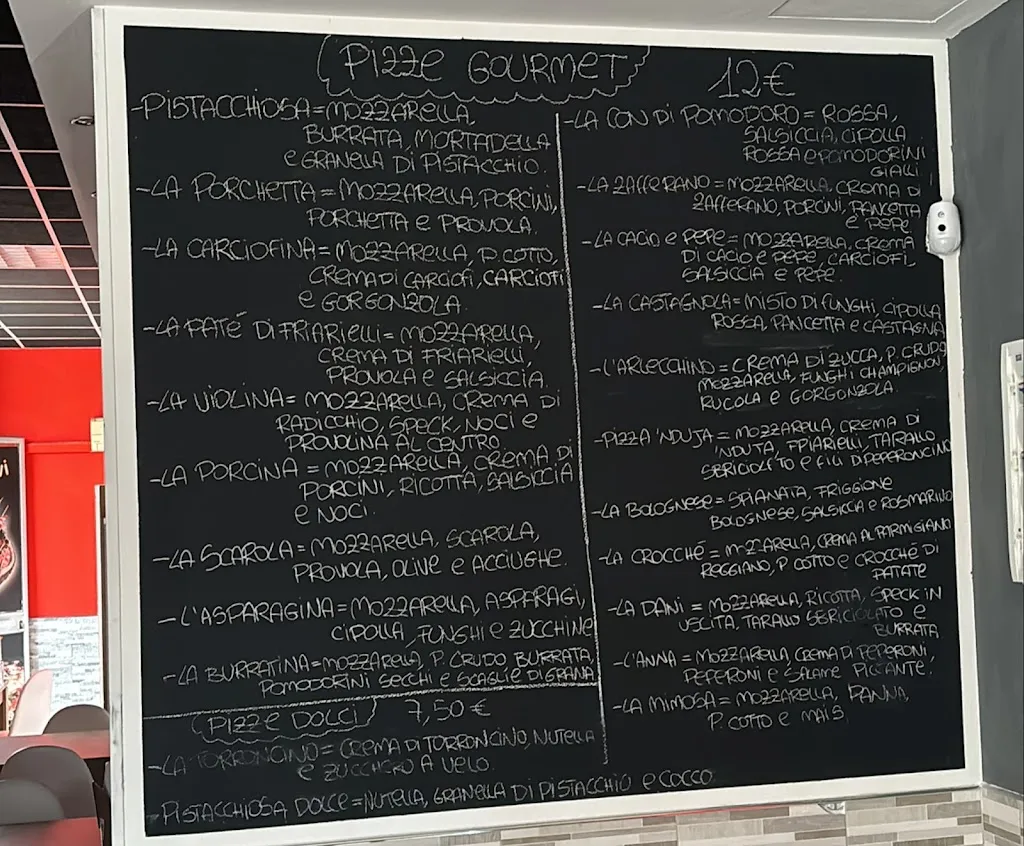 Pizze GOURMET 12€
-PISTACCHIOSA=MOZZARELLA,
BURRATA, MORTADELLA
e GRANELLA DI PISTACCHIO.
-LA PORCHETTA=MOZZARELLA, PORCINI,
PORCHETTA e PROVOLA.
-LA CARCIOFINA=MOZZARELLA, P. COTTO,
CREMA DI CARCIOFI, CARCIOFI
e GORGONZOLA.
-LA PATÉ DI FRIARIELLI=MOZZARELLA,
CREMA DI FRIARIELLI,
PROVOLA e SALSICCIA.
-LA VIOLINA= MOZZARELLA, CREMA DI
RADICCHIO, SPECK, NOCI e
PROVOLINA AL CENTRO.
-LA PORCINA=MOZZARELLA, CREMA DI
PORCINI, RICOTTA, SALSICCIA
e NOCI.
-LA SCAROLA=MOZZARELLA, SCAROLA,
PROVOLA, OLIVE e ACCIUGHE.
-L'ASPARAGINA=MOZZARELLA, ASPARAGI,
CIPOLLA, FUNGHI e ZUCCHINE
-LA BURRATINA=MOZZARELLA, P. CRUDO, BURRATA,
POMODORINI SECCHI e SCAGLIE DI GRANA
-LA CON DI POMODORO=ROSSA,
SALSICCIA, CIPOLLA
ROSSA e POMODORINI
GIALLI
-LA ZAFFERANO=MOZZARELLA, CREMA DI
ZAFFERANO, PORCINI, PANCETTA
e PEPE
-LA CACIO e PEPE=MOZZARELLA, CREMA
DI CACIO e PEPE, CARCIOFI,
SALSICCIA e PEPE.
-LA CASTAGNOLA=MISTO DI FUNGHI, CIPOLLA
ROSSA, PANCETTA e CASTAGNA
-L'ARLECCHINO=CREMA DI ZUCCA, P. CRUDO,
MOZZARELLA, FUNGHI CHAMPIGNON,
RUCOLA e GORGONZOLA.
-PIZZA 'NDUJA=MOZZARELLA, CREMA DI
'NDUJA, FRIARIELLI, TARALLO
SBRICIOLATO e FILI DI PEPERONCINO
-LA BOLOGNESE=SPIANATA, FRIGGIONE
BOLOGNESE, SALSICCIA e ROSMARINO
-LA CROCCHÉ=MOZZARELLA, CREMA AL PARMIGIANO
REGGIANO, P COTTO e CROCCHÉ DI
PATATE
-LA DANI=MOZZARELLA, RICOTTA, SPECK IN
USCITA, TARALLO SBRICIOLATO e
BURRATA
-L'ANNA=MOZZARELLA CREMA DI PEPERONI,
PEPERONI e SALAME PICCANTE,
-LA MIMOSA=MOZZARELLA, PANNA,
P. COTTO e MAIS.
Pizze DOLCI 7,50€
-LA TORRONCINO=CREMA DI TORRONCINO, NUTELLA
e ZUCCHERO A VELO.
-PISTACCHIOSA DOLCE=NUTELLA, GRANELLA DI PISTACCHIO e COCCO